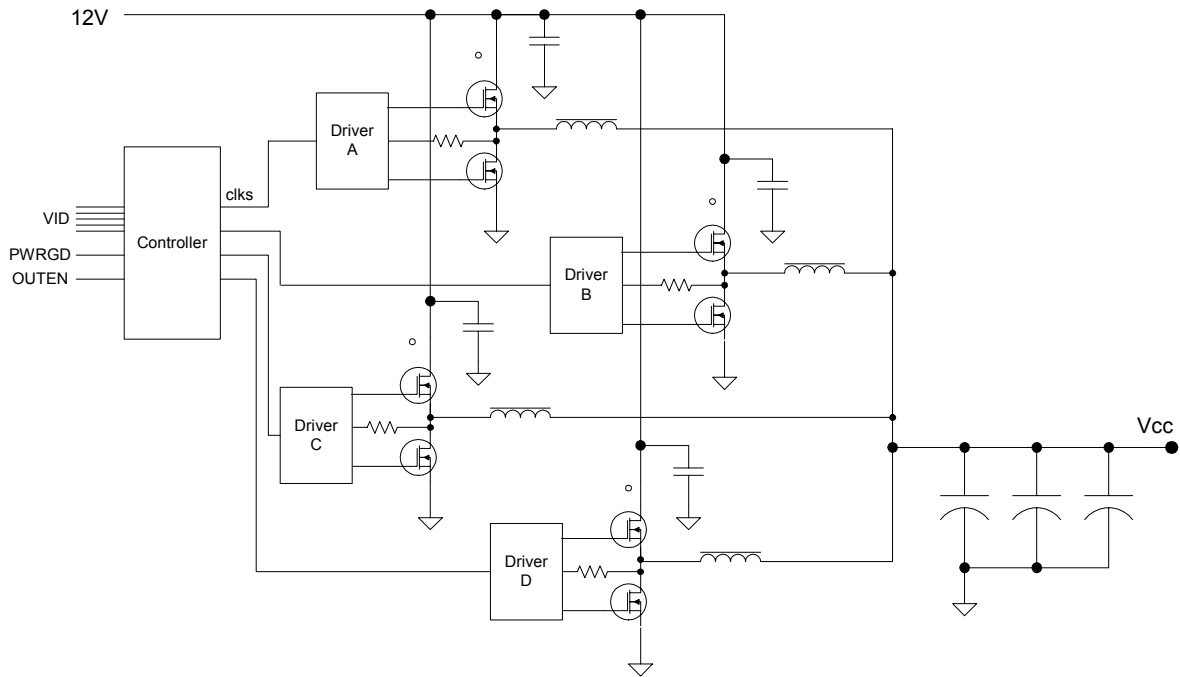 12V
Driver
A
clks
VID
Controller
PWRGD
OUTEN
Driver
B
Driver
C
Vcc
Driver
D